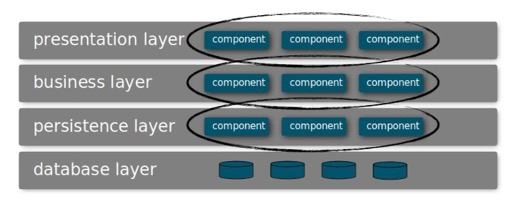 presentation layer component component component
business layer component component component
persistence layer component component component
database layer